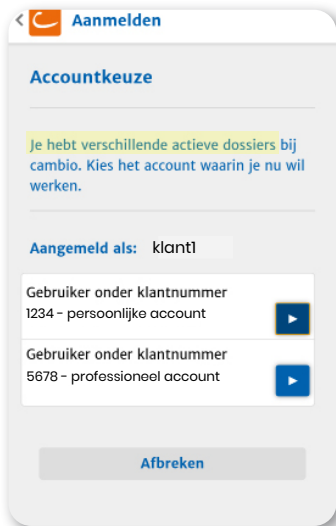 Aanmelden
Accountkeuze
Je hebt verschillende actieve dossiers bij
cambio. Kies het account waarin je nu wil
werken.
Aangemeld als: klant1
Gebruiker onder klantnummer
1234 - persoonlijke account
Gebruiker onder klantnummer
5678 - professioneel account
Afbreken